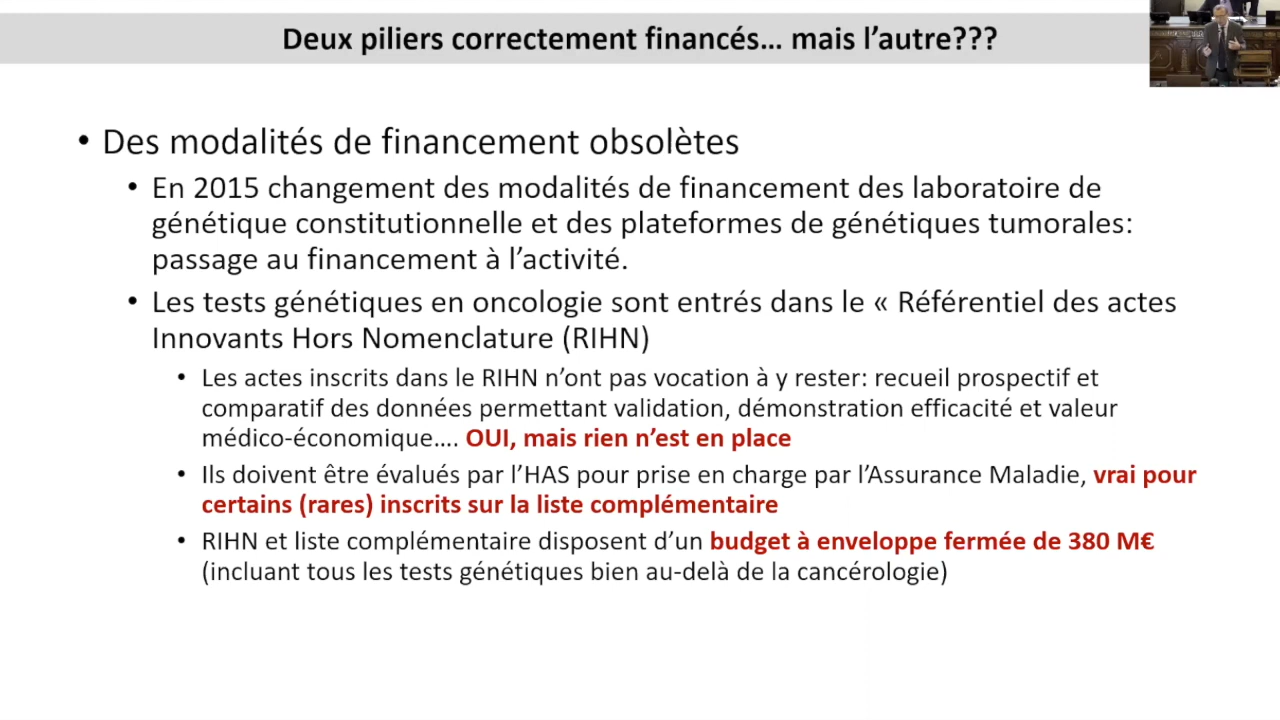 Deux piliers correctement financés... mais l'autre???
• Des modalités de financement obsolètes
• En 2015 changement des modalités de financement des laboratoire de
génétique constitutionnelle et des plateformes de génétiques tumorales:
passage au financement à l'activité.
• Les tests génétiques en oncologie sont entrés dans le « Référentiel des actes
Innovants Hors Nomenclature (RIHN)
• Les actes inscrits dans le RIHN n'ont pas vocation à y rester: recueil prospectif et
comparatif des données permettant validation, démonstration efficacité et valeur
médico-économique.... OUI, mais rien n'est en place
• Ils doivent être évalués par l'HAS pour prise en charge par l'Assurance Maladie, vrai pour
certains (rares) inscrits sur la liste complémentaire
• RIHN et liste complémentaire disposent d'un budget à enveloppe fermée de 380 M€
(incluant tous les tests génétiques bien au-delà de la cancérologie)